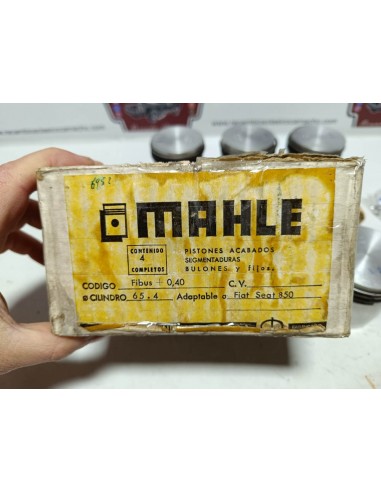 MAHLE
CONTENIDO
4
COMPLETOS
PISTONES ACABADOS
SEGMENTADURAS
BULONES y fijos.
CODIGO Fibus + 0,40 C.V.
ø CILINDRO 65.4 Adaptable a Fiat Seat 850